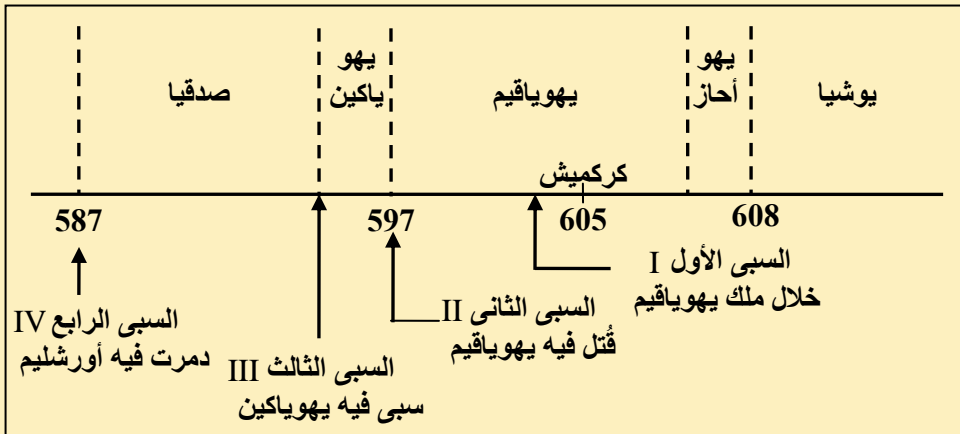 يوشيا
يهو
أحاز
يهوياقيم
يهو
ياكين
صدقيا
كركميش
608
605
597
587
السبى الأول I
خلال ملك يهوياقيم
السبى الثانى II
قُتل فيه يهوياقيم
السبى الثالث III
سبى فيه يهوياكين
السبى الرابع IV
دمرت فيه أورشليم